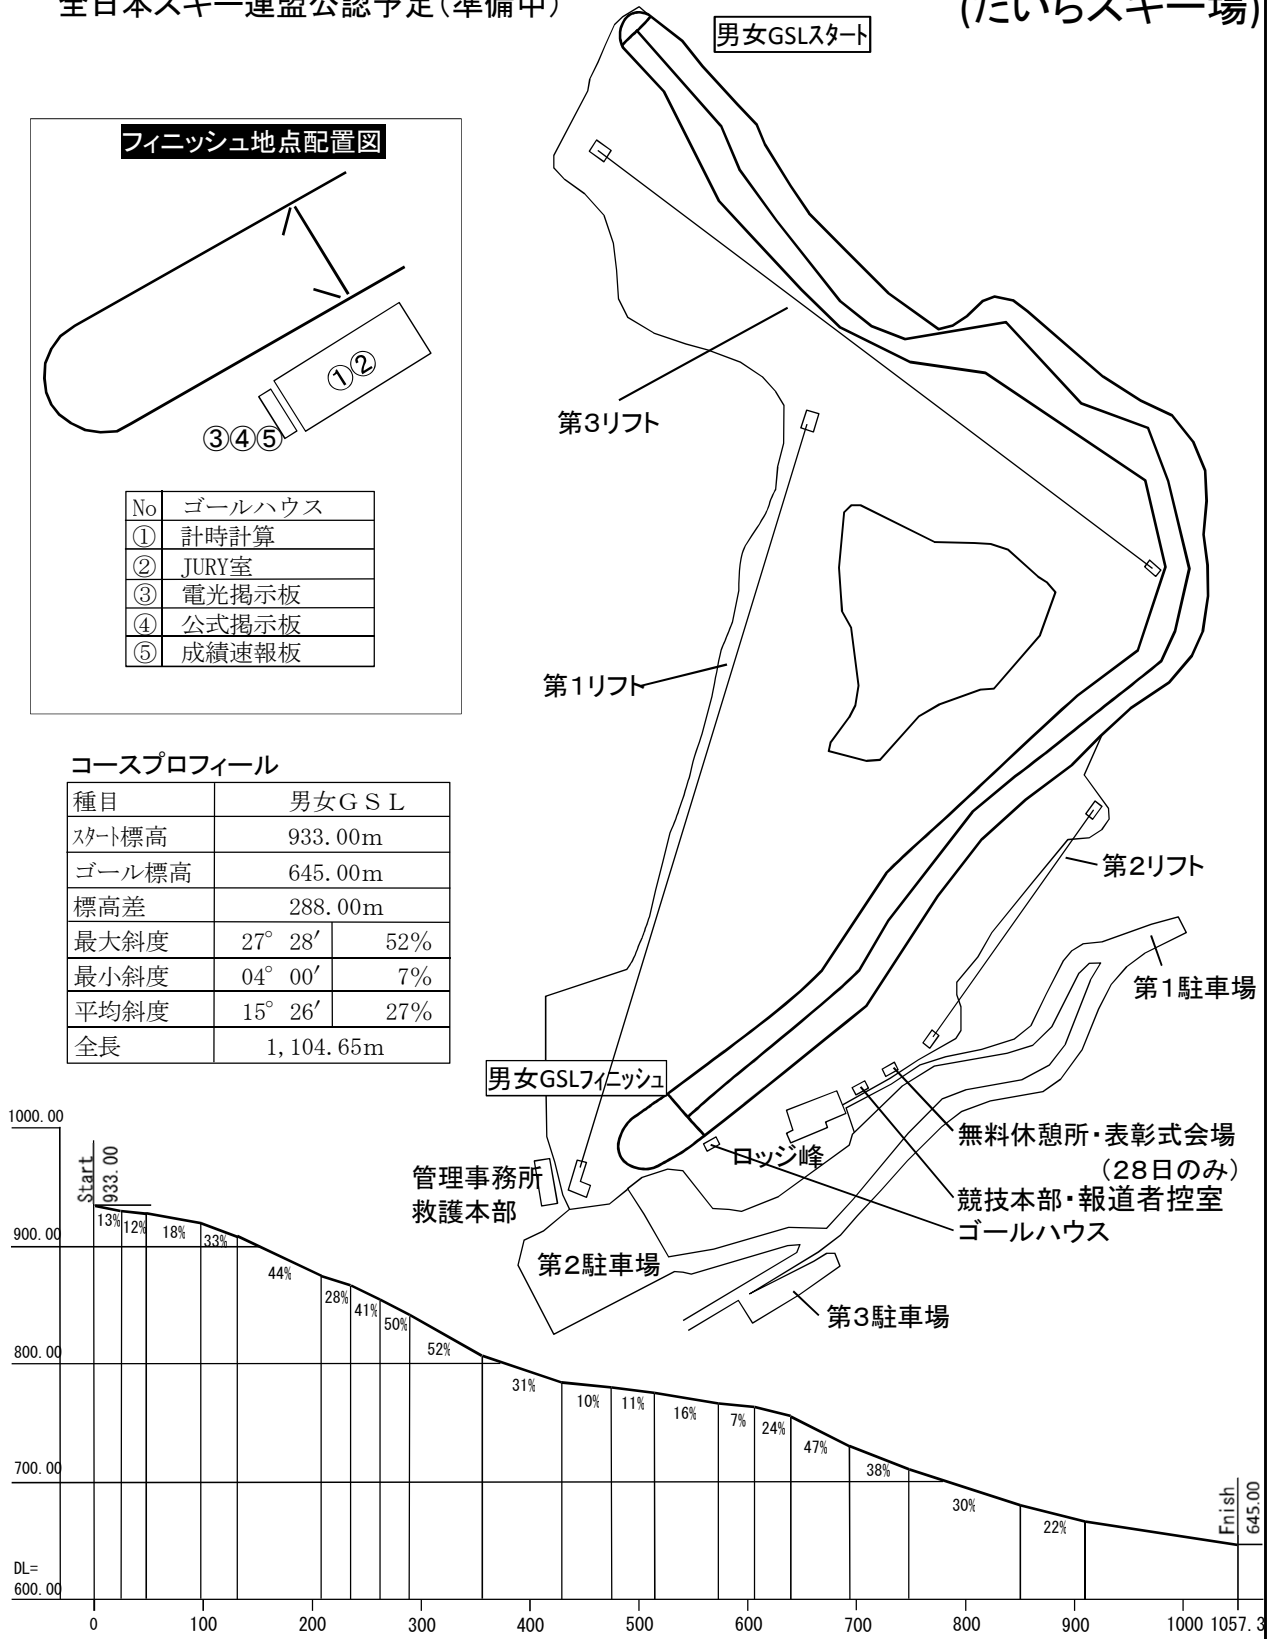 全日本スキー連盟公認予定（準備中）
(たいらスキー場)
男女GSLスタート
フィニッシュ地点配置図
①②
③④⑤
No ゴールハウス
① 計時計算
② JURY室
③ 電光掲示板
④ 公式掲示板
⑤ 成績速報板
第3リフト
第1リフト
コースプロフィール
種目 男女GSL
スタート標高 933.00m
ゴール標高 645.00m
標高差 288.00m
最大斜度 27° 28′ 52%
最小斜度 04° 00′ 7%
平均斜度 15° 26′ 27%
全長 1,104.65m
第2リフト
第1駐車場
男女GSLフィニッシュ
無料休憩所・表彰式会場
（28日のみ）
ロッジ峰
管理事務所
救護本部
競技本部・報道者控室
ゴールハウス
第2駐車場
第3駐車場
1000.00
Start
933.00
900.00
13% 12% 18% 33% 44% 28% 41% 50% 52% 31% 10% 11% 16% 7% 24% 47% 38% 30% 22%
800.00
700.00
Fnish
645.00
DL=
600.00
0 100 200 300 400 500 600 700 800 900 1000 1057.3